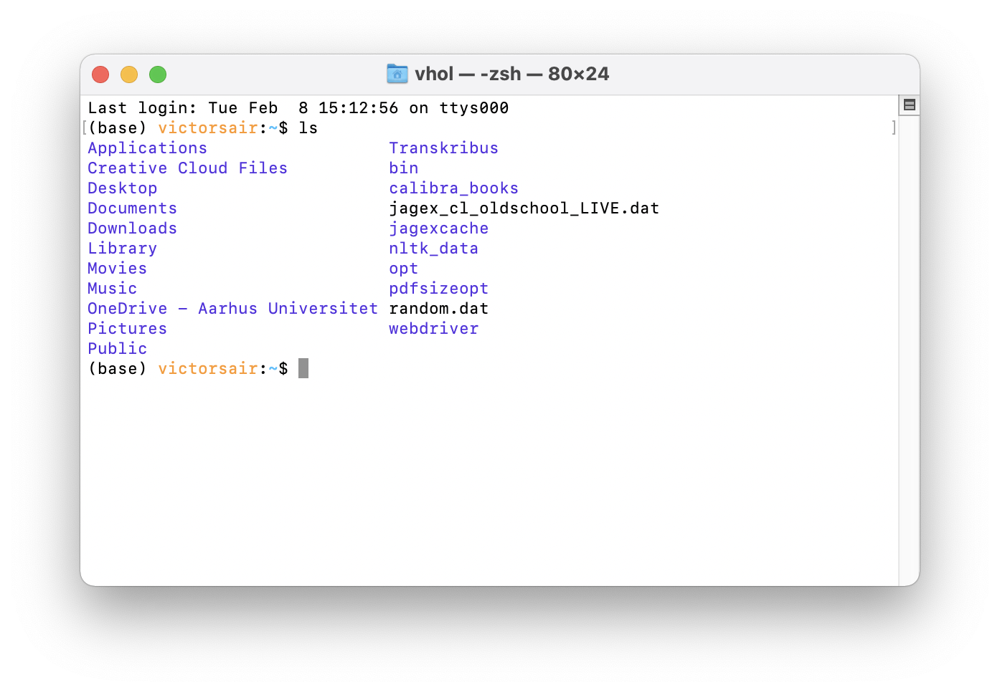 vhol — -zsh — 80×24
Last login: Tue Feb  8 15:12:56 on ttys000
[(base) victorsair:~$ ls ]
Applications Transkribus
Creative Cloud Files bin
Desktop calibra_books
Documents jagex_cl_oldschool_LIVE.dat
Downloads jagexcache
Library nltk_data
Movies opt
Music pdfsizeopt
OneDrive - Aarhus Universitet random.dat
Pictures webdriver
Public
(base) victorsair:~$